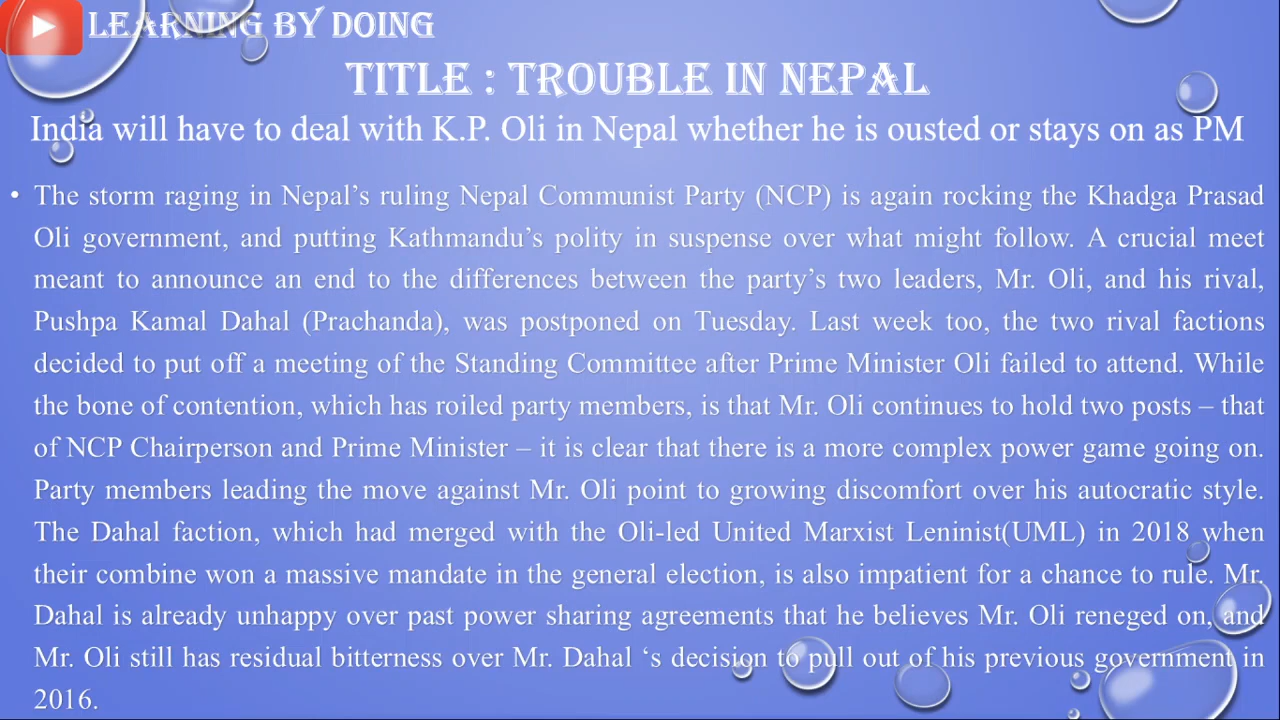 LEARNING BY DOING
TITLE : TROUBLE IN NEPAL
India will have to deal with K.P. Oli in Nepal whether he is ousted or stays on as PM
• The storm raging in Nepal’s ruling Nepal Communist Party (NCP) is again rocking the Khadga Prasad
Oli government, and putting Kathmandu’s polity in suspense over what might follow. A crucial meet
meant to announce an end to the differences between the party’s two leaders, Mr. Oli, and his rival,
Pushpa Kamal Dahal (Prachanda), was postponed on Tuesday. Last week too, the two rival factions
decided to put off a meeting of the Standing Committee after Prime Minister Oli failed to attend. While
the bone of contention, which has roiled party members, is that Mr. Oli continues to hold two posts – that
of NCP Chairperson and Prime Minister – it is clear that there is a more complex power game going on.
Party members leading the move against Mr. Oli point to growing discomfort over his autocratic style.
The Dahal faction, which had merged with the Oli-led United Marxist Leninist(UML) in 2018 when
their combine won a massive mandate in the general election, is also impatient for a chance to rule. Mr.
Dahal is already unhappy over past power sharing agreements that he believes Mr. Oli reneged on, and
Mr. Oli still has residual bitterness over Mr. Dahal ‘s decision to pull out of his previous government in
2016.